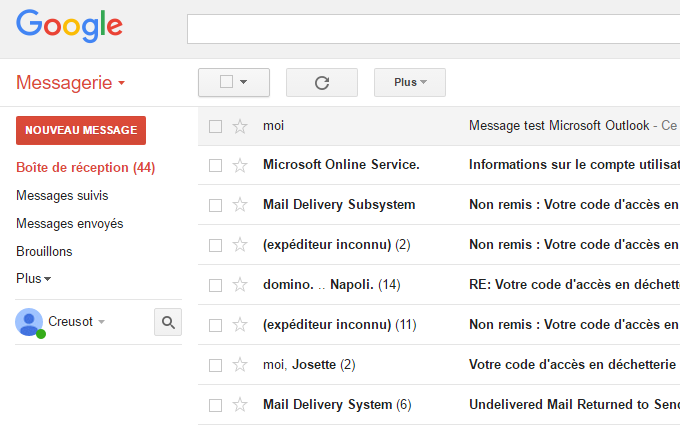 Google
Messagerie
Plus
NOUVEAU MESSAGE
Boîte de réception (44)
Messages suivis
Messages envoyés
Brouillons
Plus
Creusot
moi Message test Microsoft Outlook - Ce
Microsoft Online Service. Informations sur le compte utilisat
Mail Delivery Subsystem Non remis : Votre code d'accès en
(expéditeur inconnu) (2) Non remis : Votre code d'accès en
domino. .. Napoli. (14) RE: Votre code d'accès en déchette
(expéditeur inconnu) (11) Non remis : Votre code d'accès en
moi, Josette (2) Votre code d'accès en déchetterie
Mail Delivery System (6) Undelivered Mail Returned to Send